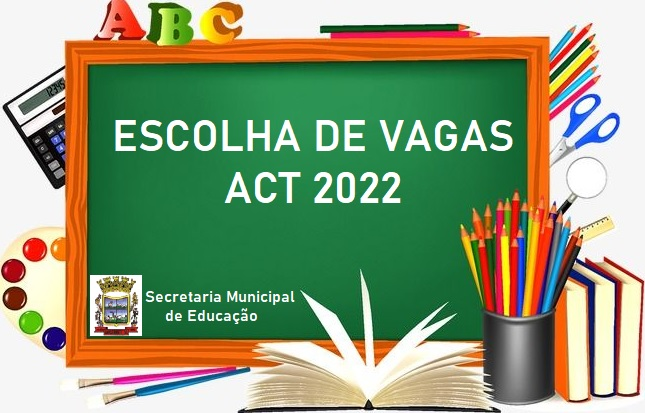 ABC
ESCOLHA DE VAGAS
ACT 2022
Secretaria Municipal
de Educação